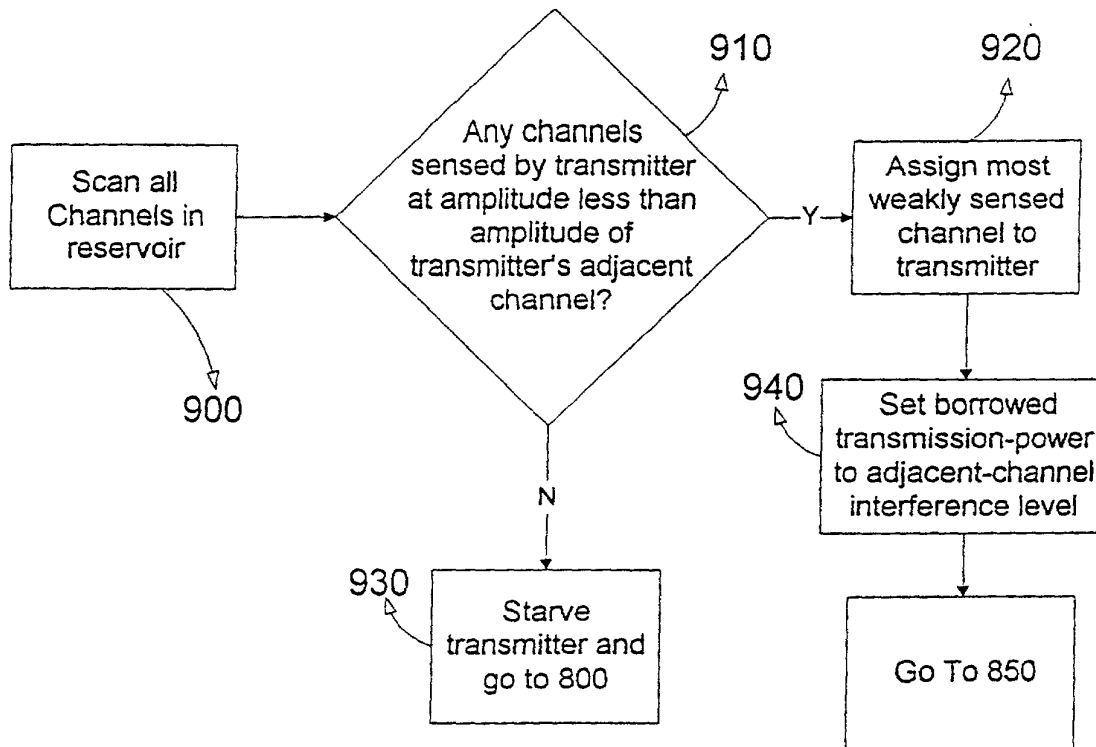 910
920
Any channels
sensed by transmitter
at amplitude less than
amplitude of
transmitter's adjacent
channel?
Scan all
Channels in
reservoir
Y
Assign most
weakly sensed
channel to
transmitter
900
940
Set borrowed
transmission-power
to adjacent-channel
interference level
N
930
Starve
transmitter and
go to 800
Go To 850